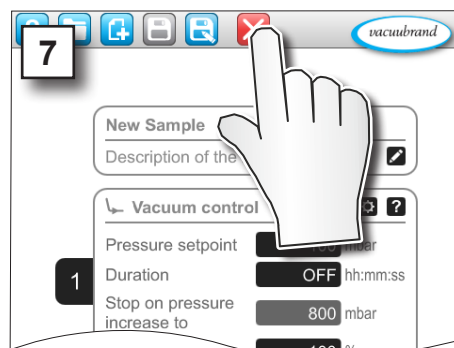 7
vacuubrand
New Sample
Description of the
Vacuum control
?
Pressure setpoint
mbar
1
Duration
OFF hh:mm:ss
Stop on pressure
increase to
800 mbar
%